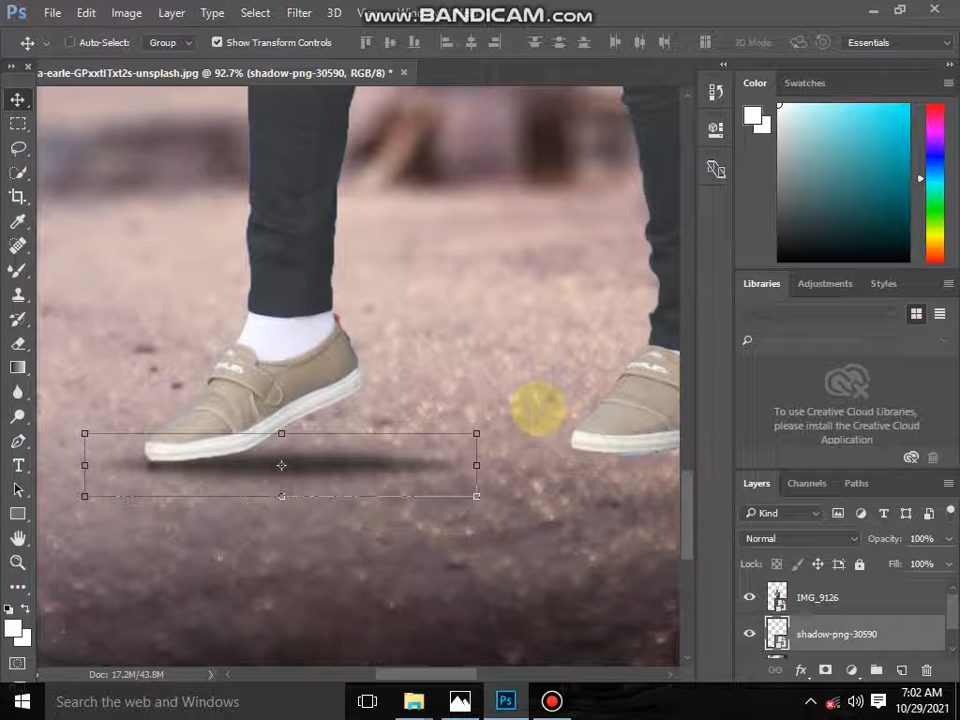 Ps File Edit Image Layer Type Select Filter 3D
www.BANDICAM.com
Auto-Select: Group Show Transform Controls 3D Mode: Essentials
a-earle-GPxxtITxt2s-unsplash.jpg @ 92.7% (shadow-png-30590, RGB/8) *
Color Swatches
Libraries Adjustments Styles
To use Creative Cloud Libraries,
please install the Creative Cloud
Application
Layers Channels Paths
Kind
Normal Opacity: 100%
Lock: Fill: 100%
IMG_9126
shadow-png-30590
Doc: 17.2M/43.8M
Search the web and Windows
Ps
7:02 AM
10/29/2021